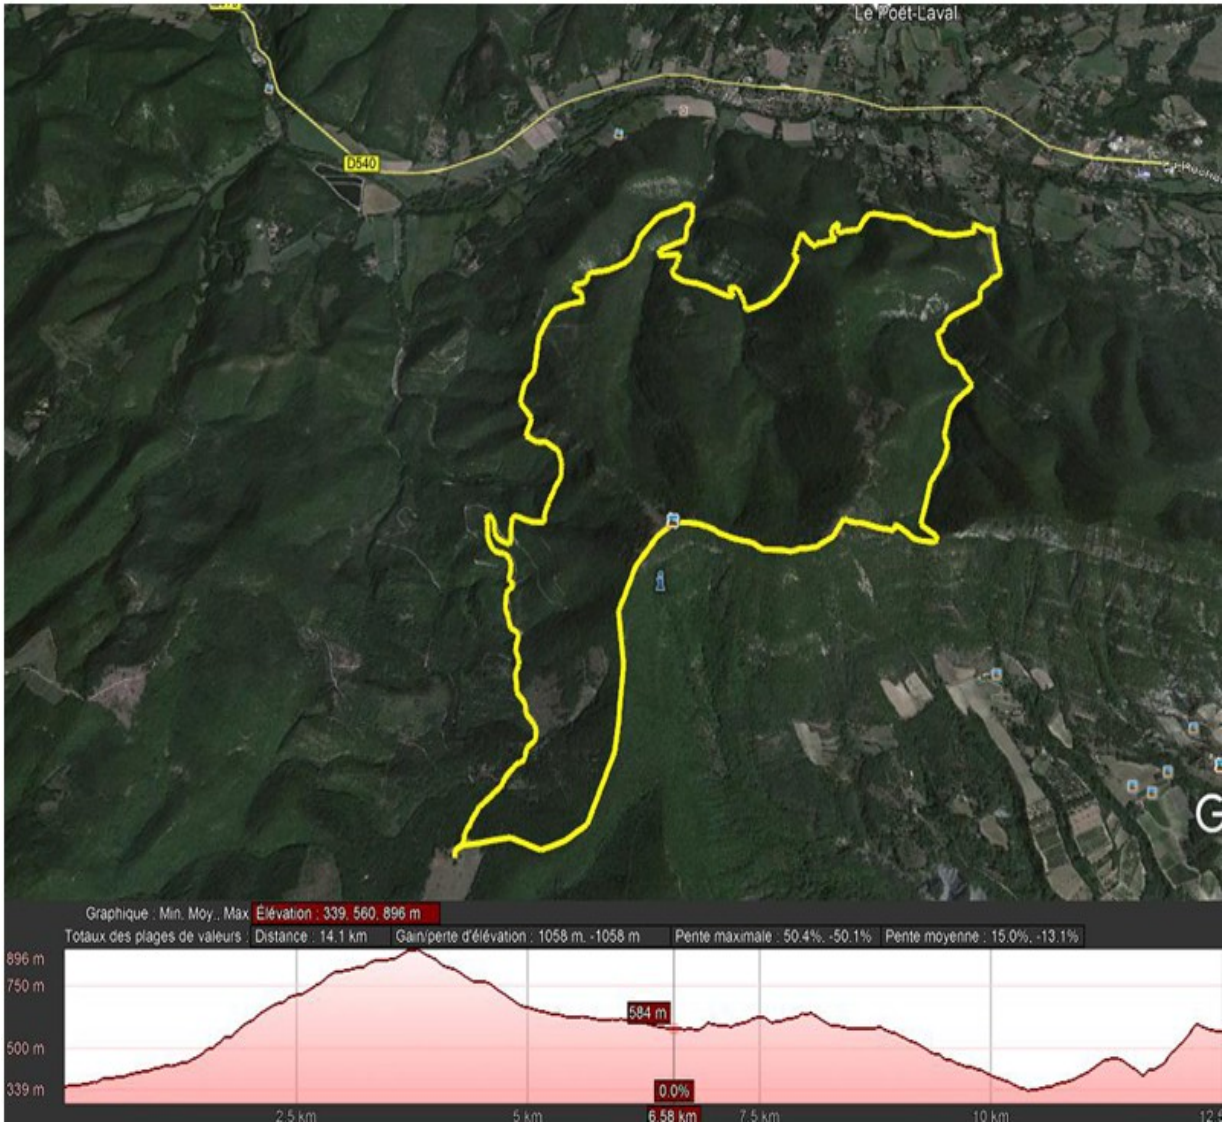 Le Poët-Laval
D540
G
Graphique : Min. Moy., Max. Élévation : 339, 560, 896 m
Totaux des plages de valeurs : Distance : 14.1 km Gain/perte d'élévation : 1058 m, -1058 m Pente maximale : 50.4%, -50.1% Pente moyenne : 15.0%, -13.1%
896 m
750 m
584 m
500 m
339 m
0.0%
2.5 km 5 km 6.58 km 7.5 km 10 km 12.5